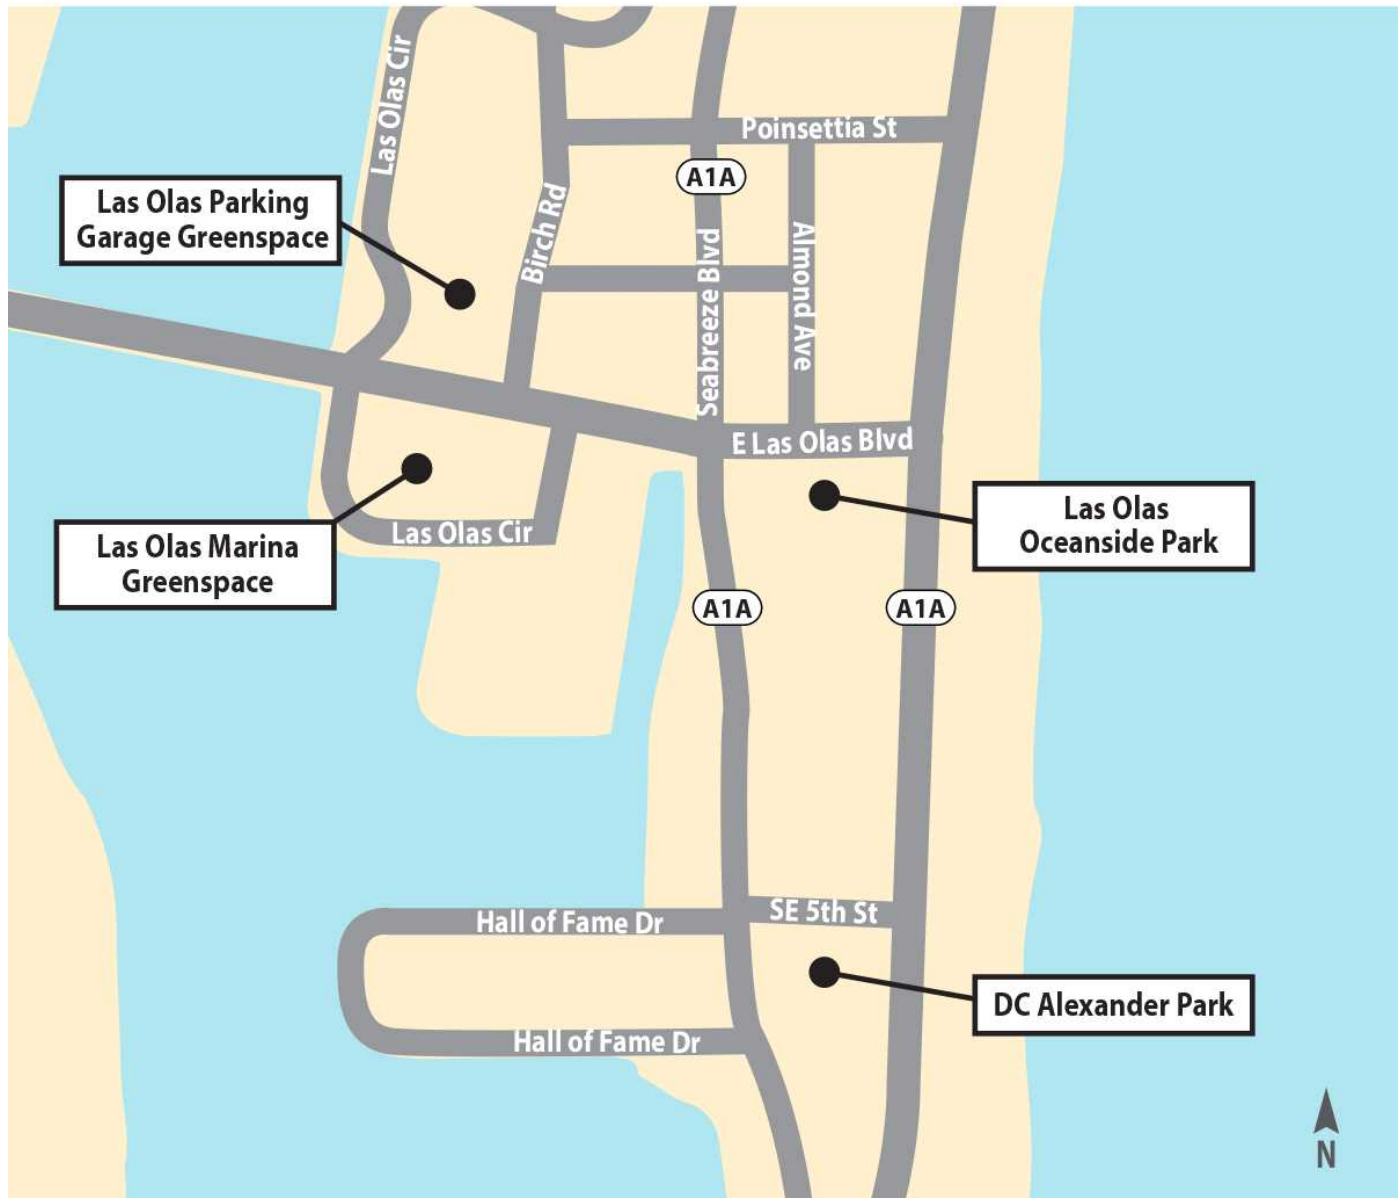 Las Olas Cir
Poinsettia St
A1A
Las Olas Parking
Garage Greenspace
Birch Rd
Seabreeze Blvd
Almond Ave
E Las Olas Blvd
Las Olas
Oceanside Park
Las Olas Cir
Las Olas Marina
Greenspace
A1A
A1A
Hall of Fame Dr
SE 5th St
DC Alexander Park
Hall of Fame Dr
N